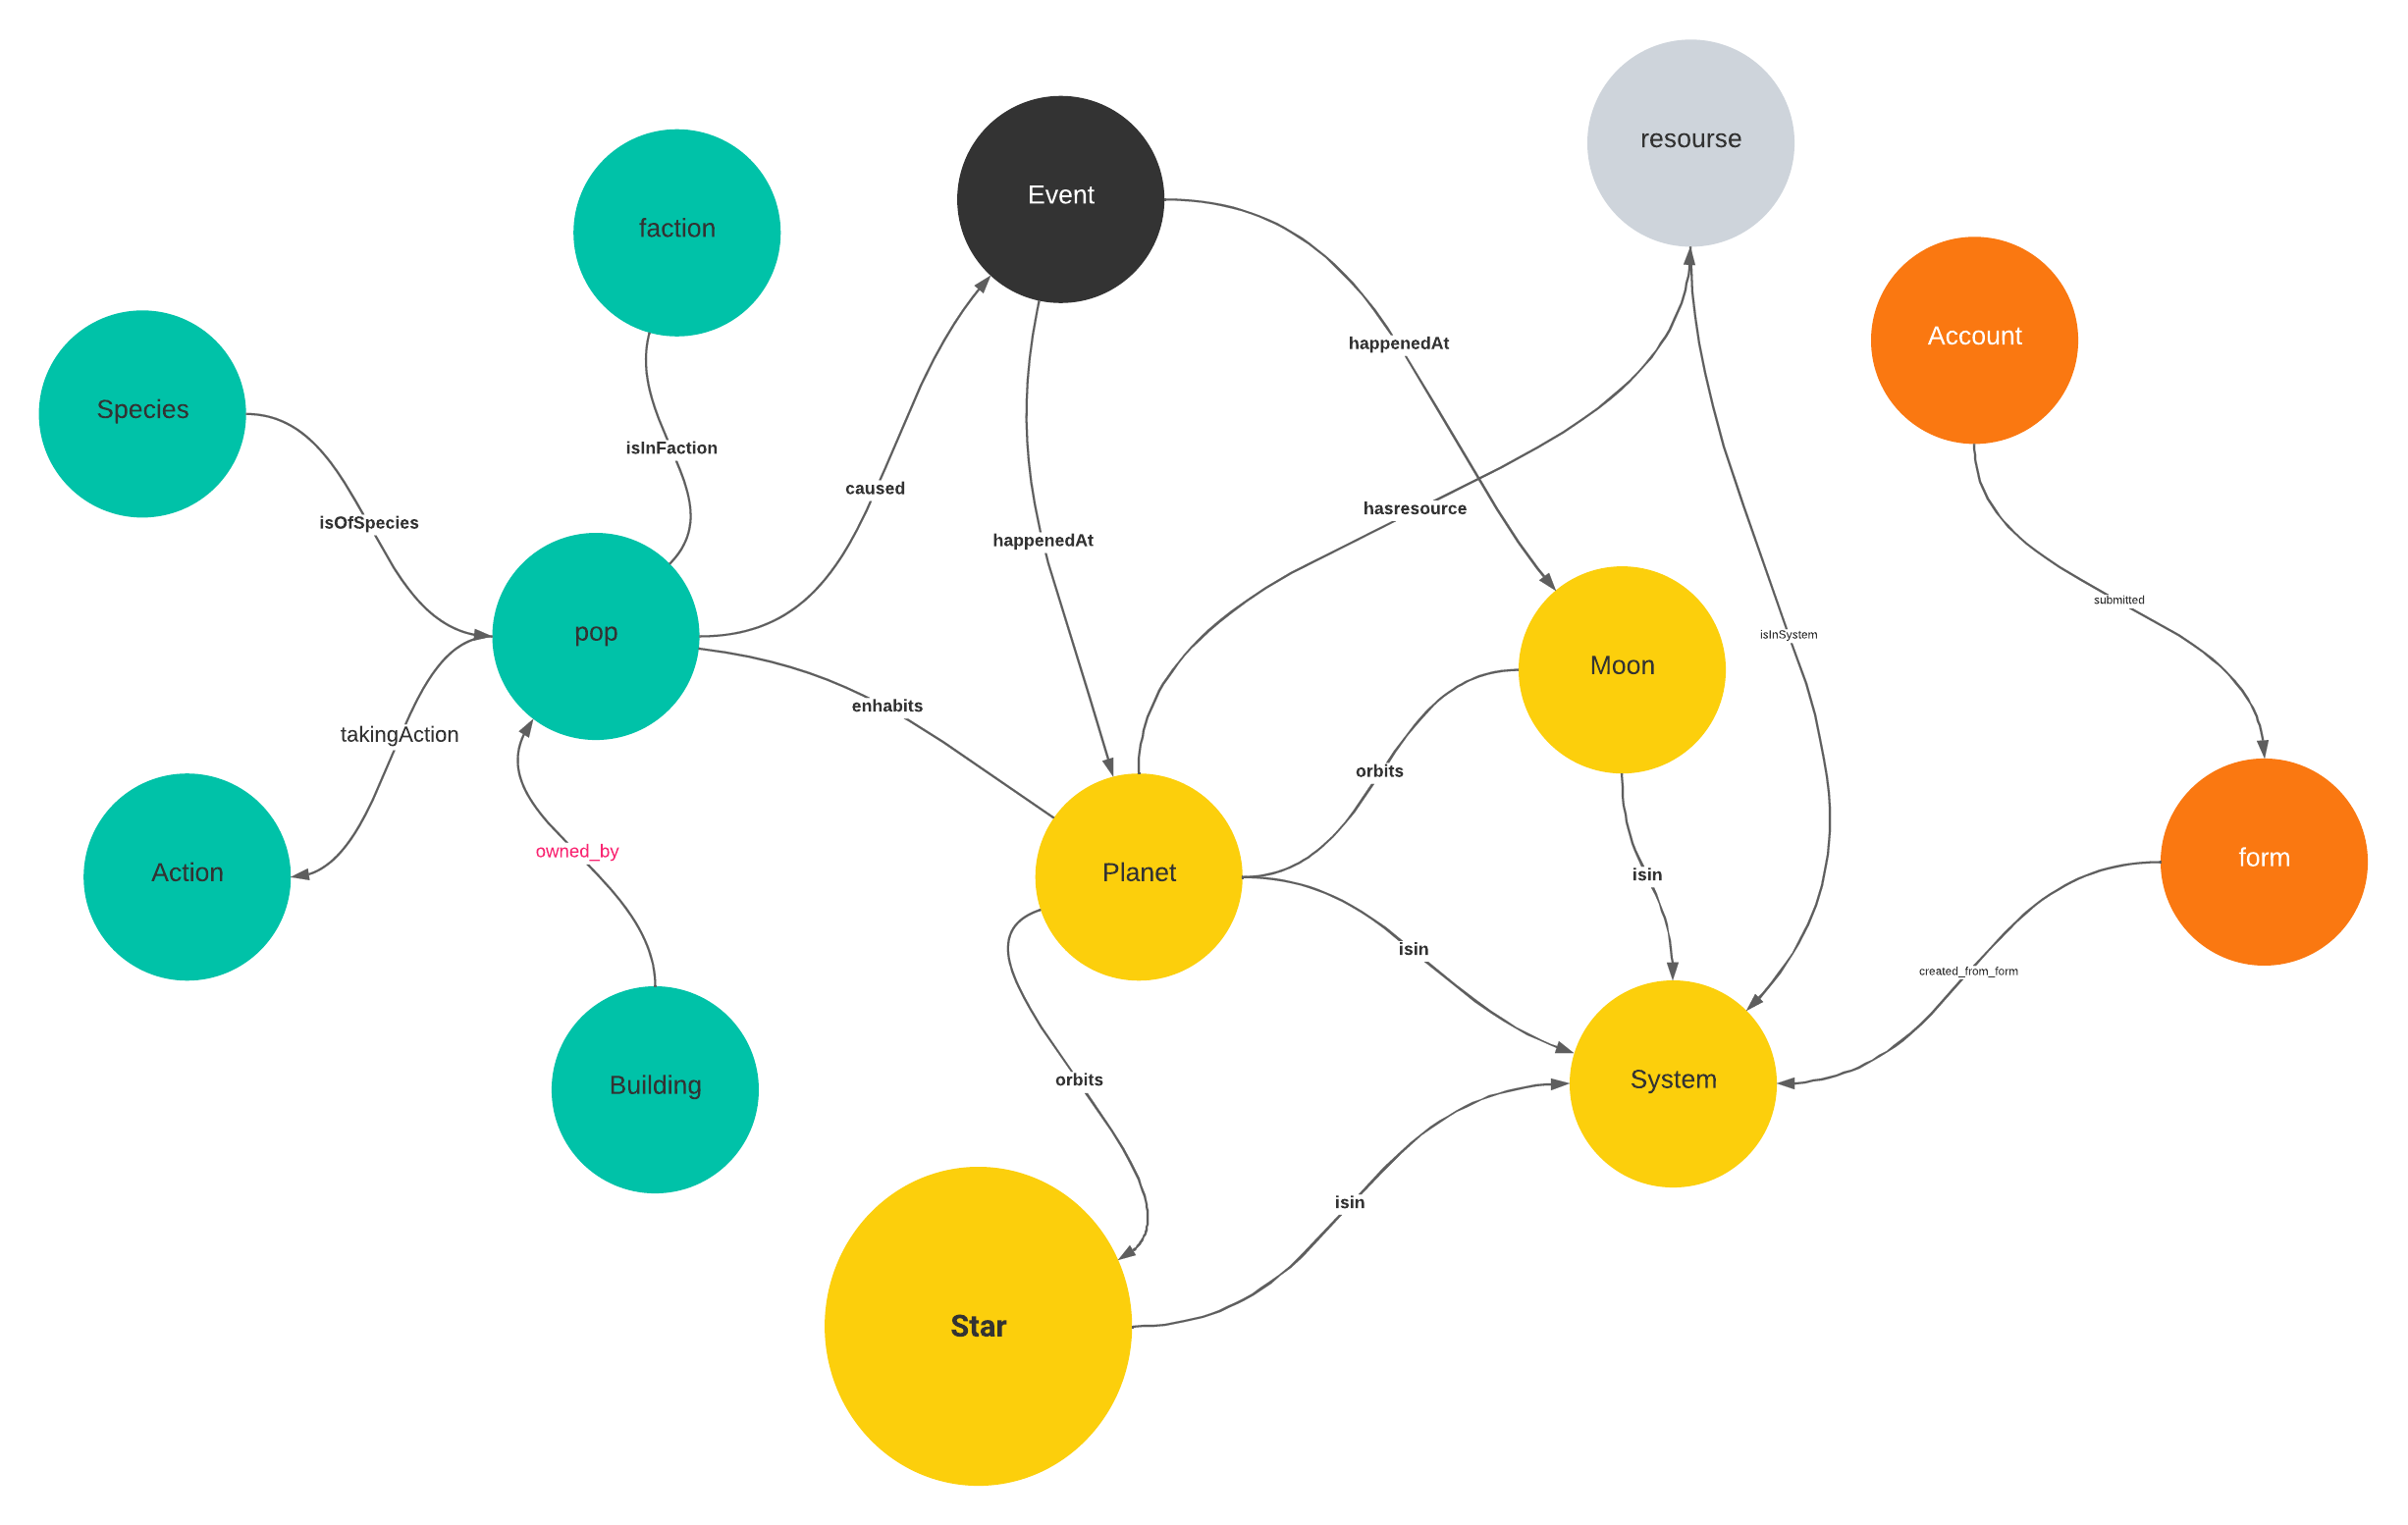 resourse
Event
faction
Account
happenedAt
Species
isInFaction
caused
hasresource
isOfSpecies
happenedAt
submitted
pop
isInSystem
Moon
enhabits
takingAction
orbits
owned_by
form
Action
Planet
isin
isin
created_from_form
Building
orbits
System
isin
Star